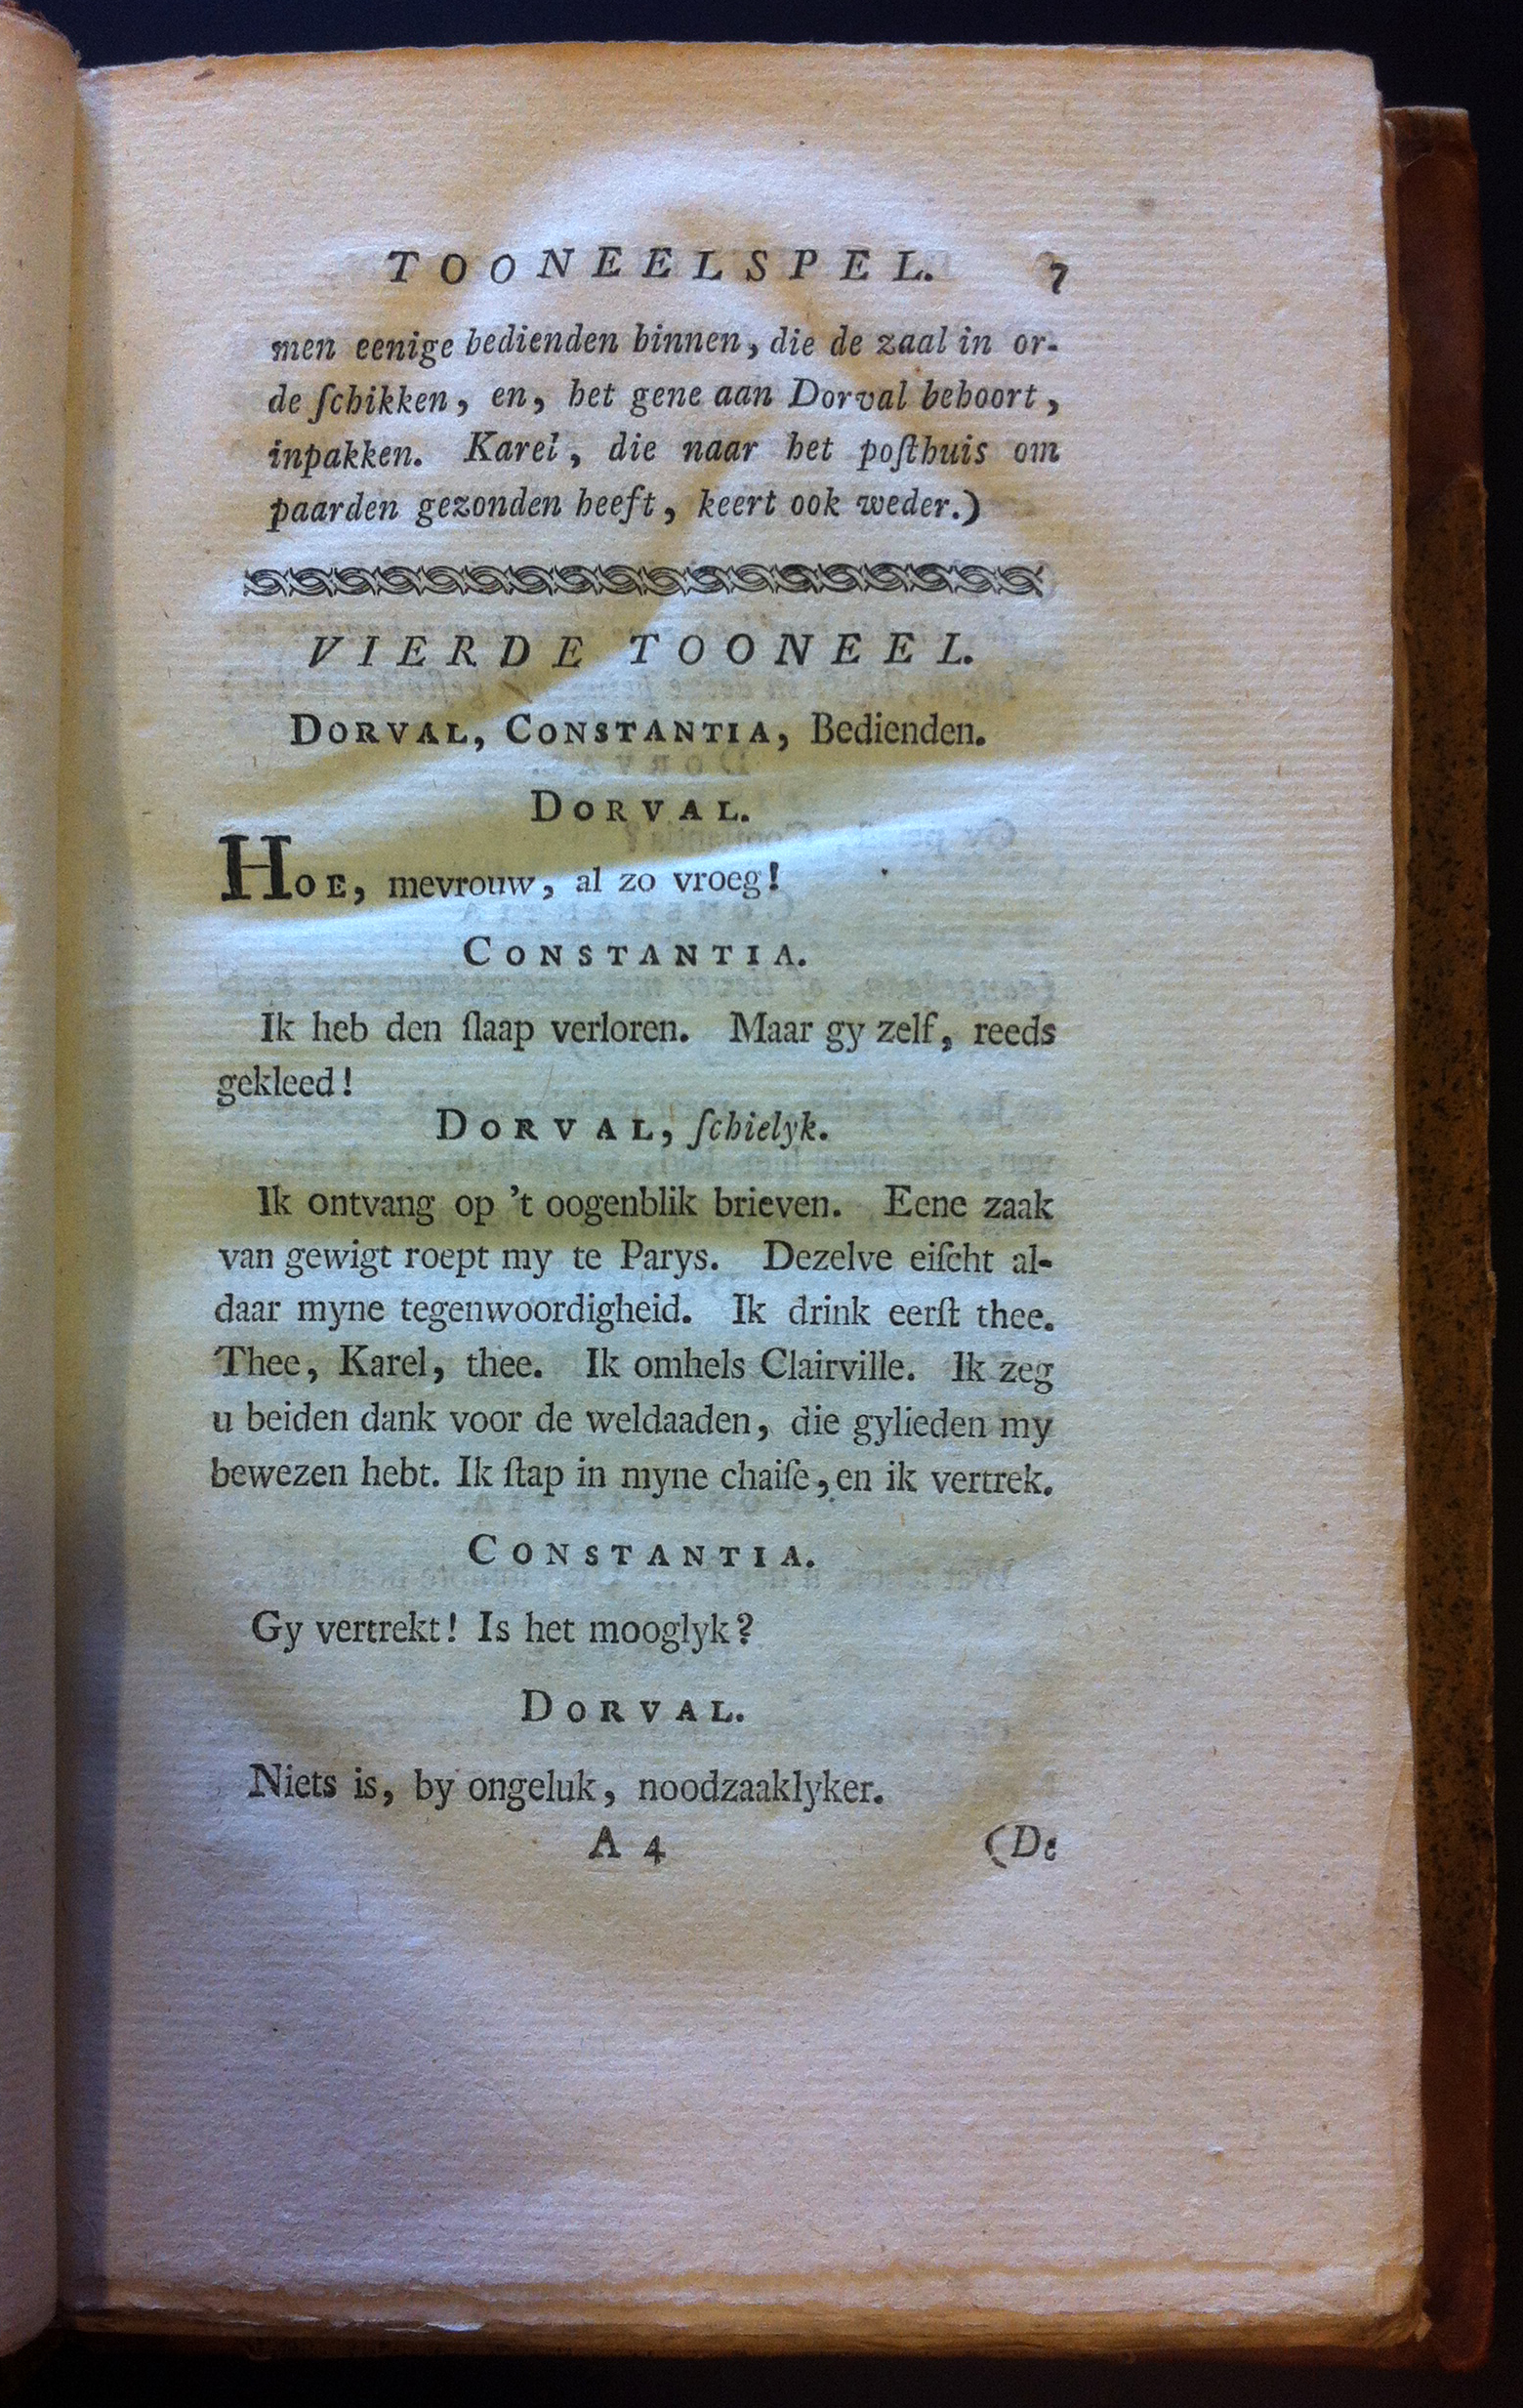 TOONEELSPEL. 7
men eenige bedienden binnen, die de zaal in or-
de ſchikken, en, het gene aan Dorval behoort,
inpakken. Karel, die naar het poſthuis om
paarden gezonden heeft, keert ook weder.)
VIERDE TOONEEL.
DORVAL, CONSTANTIA, Bedienden.
DORVAL.
HOE, mevrouw, al zo vroeg!
CONSTANTIA.
Ik heb den ſlaap verloren. Maar gy zelf, reeds
gekleed!
DORVAL, ſchielyk.
Ik ontvang op 't oogenblik brieven. Eene zaak
van gewigt roept my te Parys. Dezelve eiſcht al-
daar myne tegenwoordigheid. Ik drink eerſt thee.
Thee, Karel, thee. Ik omhels Clairville. Ik zeg
u beiden dank voor de weldaaden, die gylieden my
bewezen hebt. Ik ſtap in myne chaiſe, en ik vertrek.
CONSTANTIA.
Gy vertrekt! Is het mooglyk?
DORVAL.
Niets is, by ongeluk, noodzaaklyker.
A 4 (De